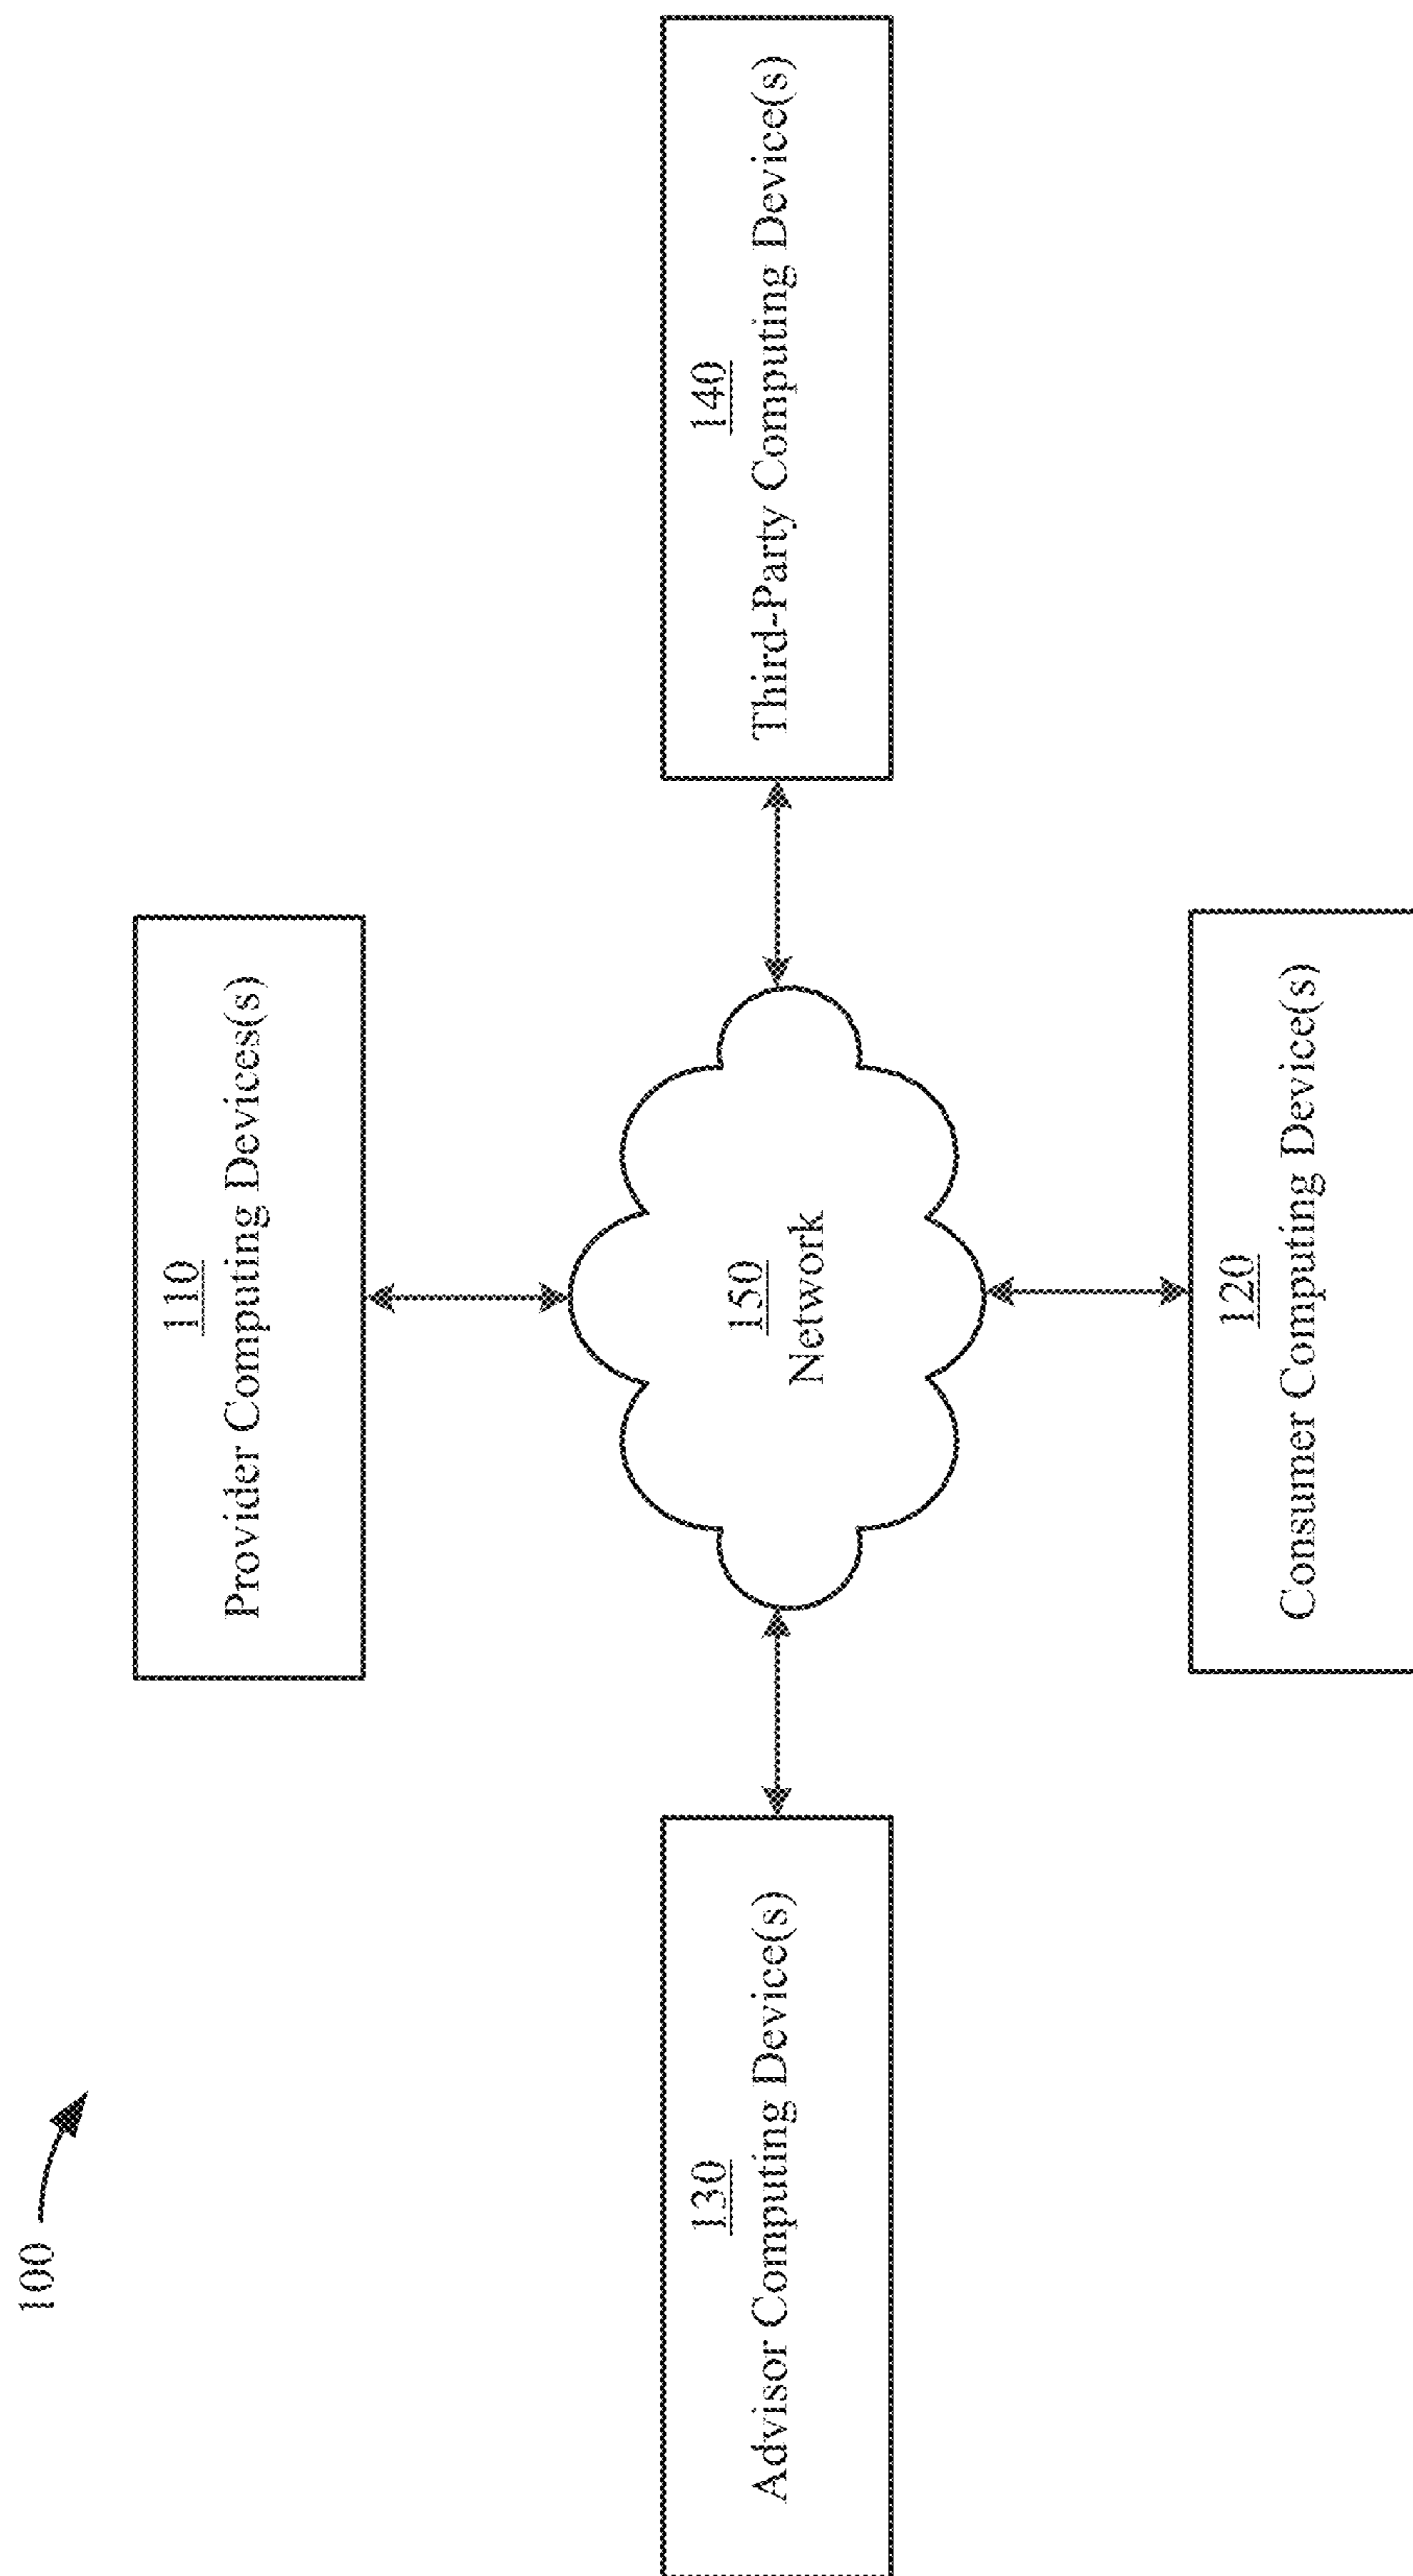 100
110
Provider Computing Devices(s)
130
Advisor Computing Device(s)
150
Network
140
Third-Party Computing Device(s)
120
Consumer Computing Device(s)